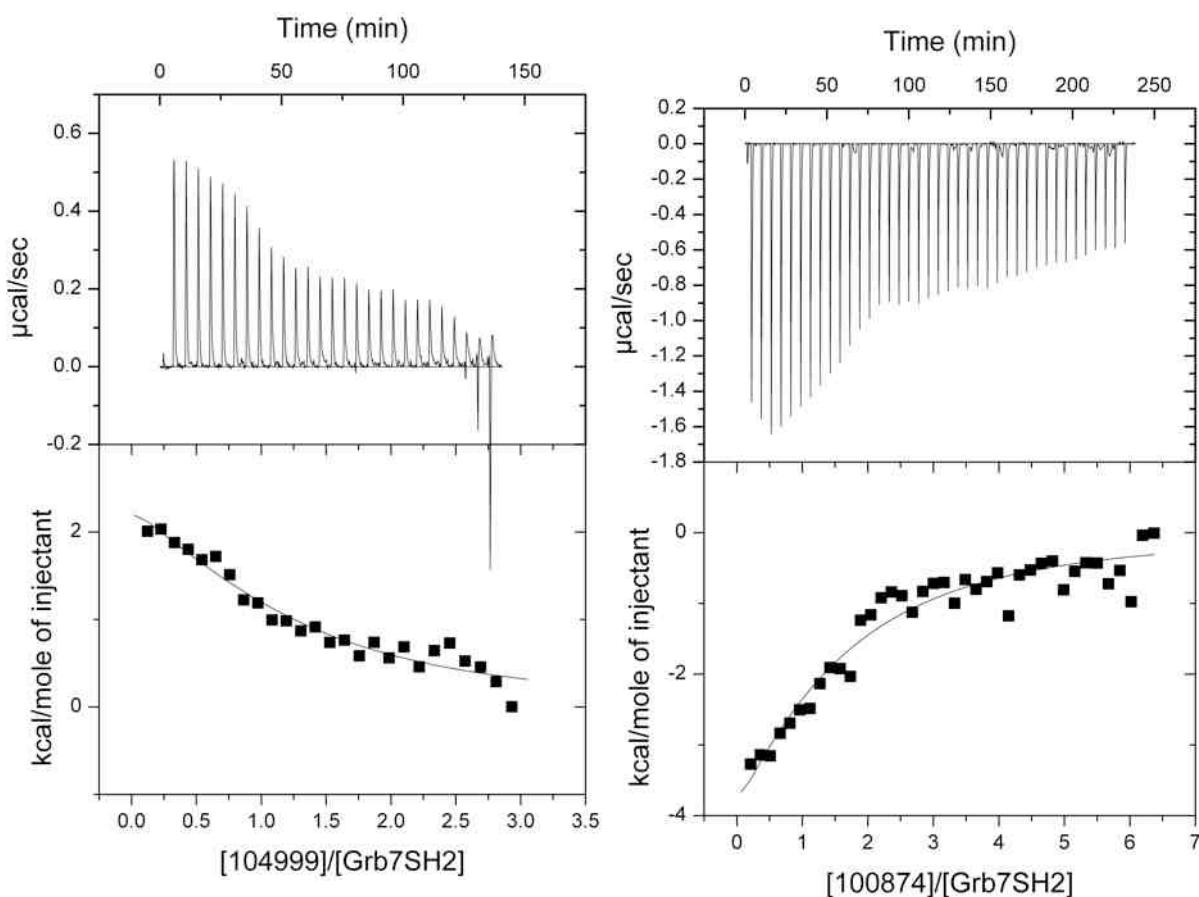 Time (min)
0 50 100 150
µcal/sec
0.6
0.4
0.2
0.0
-0.2
kcal/mole of injectant
2
0
0.0 0.5 1.0 1.5 2.0 2.5 3.0 3.5
[104999]/[Grb7SH2]
Time (min)
0 50 100 150 200 250
µcal/sec
0.2
0.0
-0.2
-0.4
-0.6
-0.8
-1.0
-1.2
-1.4
-1.6
-1.8
kcal/mole of injectant
0
-2
-4
0 1 2 3 4 5 6 7
[100874]/[Grb7SH2]